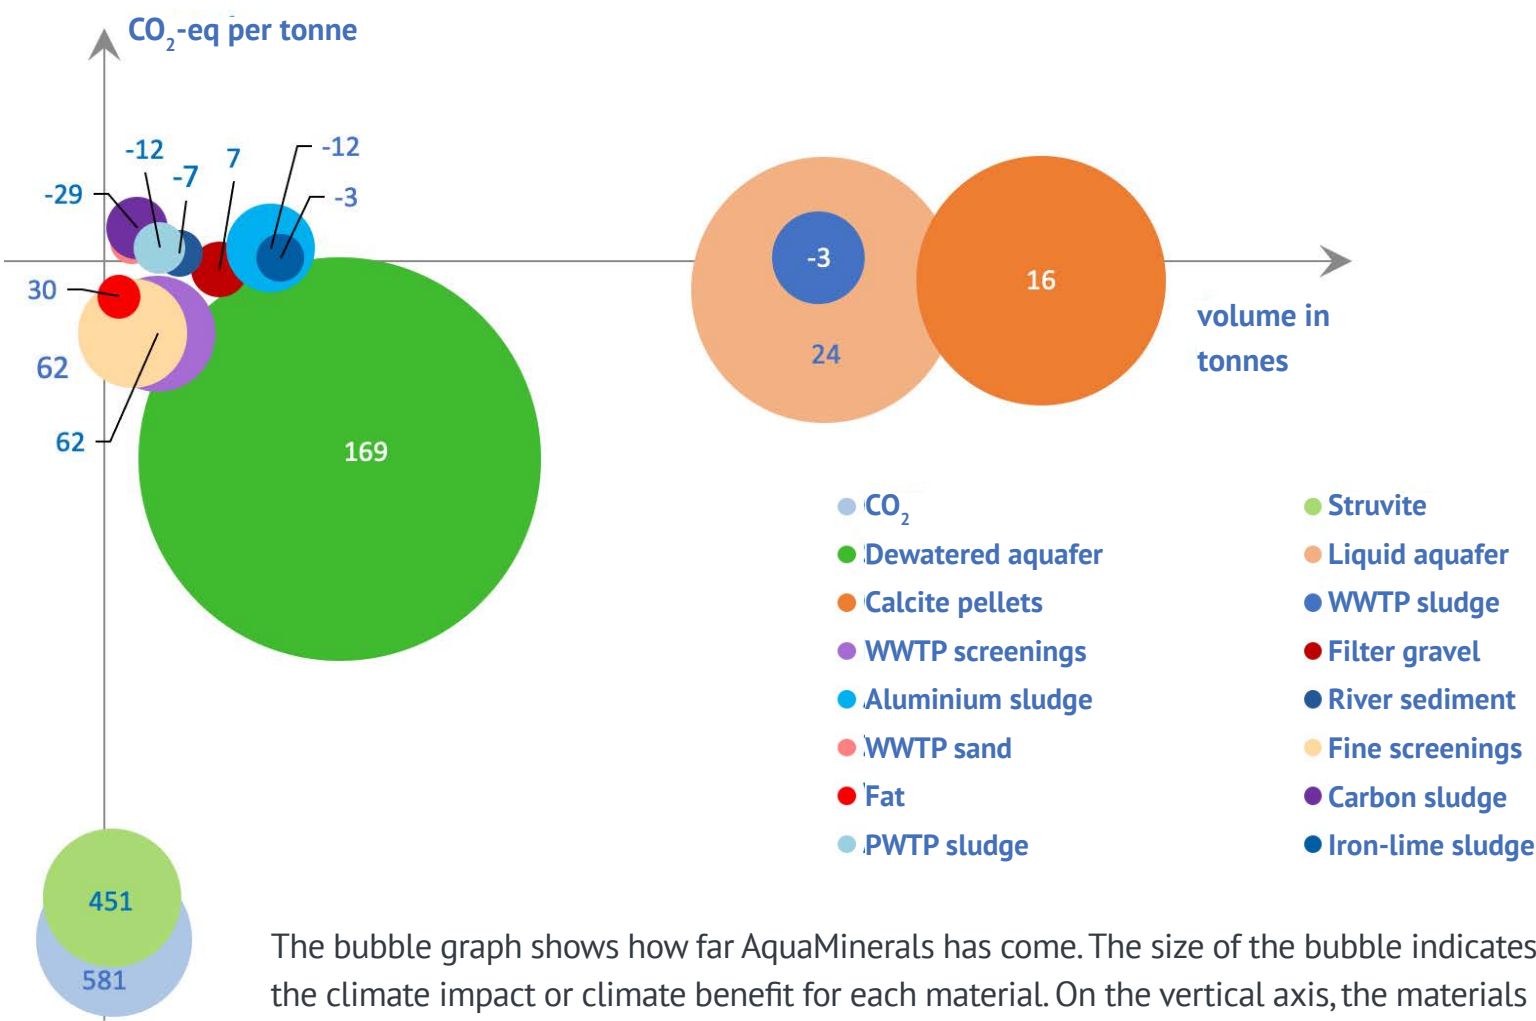 CO₂-eq per tonne
-12
7
-12
-7
-29
-3
-3
30
16
volume in
tonnes
24
62
62
169
CO₂
Struvite
Dewatered aquafer
Liquid aquafer
Calcite pellets
WWTP sludge
WWTP screenings
Filter gravel
Aluminium sludge
River sediment
WWTP sand
Fine screenings
Fat
Carbon sludge
PWTP sludge
Iron-lime sludge
451
581
The bubble graph shows how far AquaMinerals has come. The size of the bubble indicates
the climate impact or climate benefit for each material. On the vertical axis, the materials